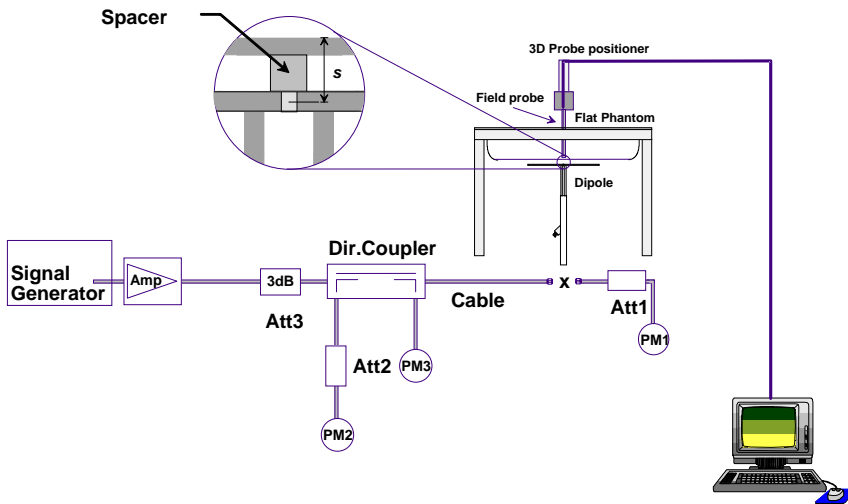 Spacer
s
3D Probe positioner
Field probe
Flat Phantom
Dipole
Signal
Generator
Amp
3dB
Att3
Dir.Coupler
Cable
x
Att1
PM1
Att2
PM3
PM2